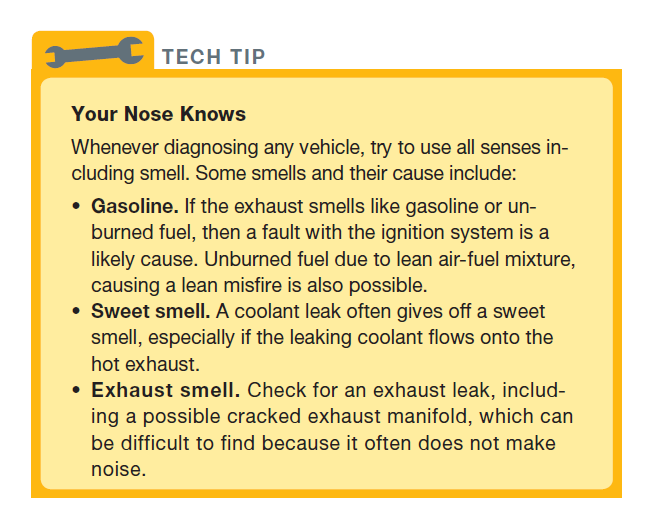 TECH TIP
Your Nose Knows
Whenever diagnosing any vehicle, try to use all senses in-
cluding smell. Some smells and their cause include:
• Gasoline. If the exhaust smells like gasoline or un-
burned fuel, then a fault with the ignition system is a
likely cause. Unburned fuel due to lean air-fuel mixture,
causing a lean misfire is also possible.
• Sweet smell. A coolant leak often gives off a sweet
smell, especially if the leaking coolant flows onto the
hot exhaust.
• Exhaust smell. Check for an exhaust leak, includ-
ing a possible cracked exhaust manifold, which can
be difficult to find because it often does not make
noise.